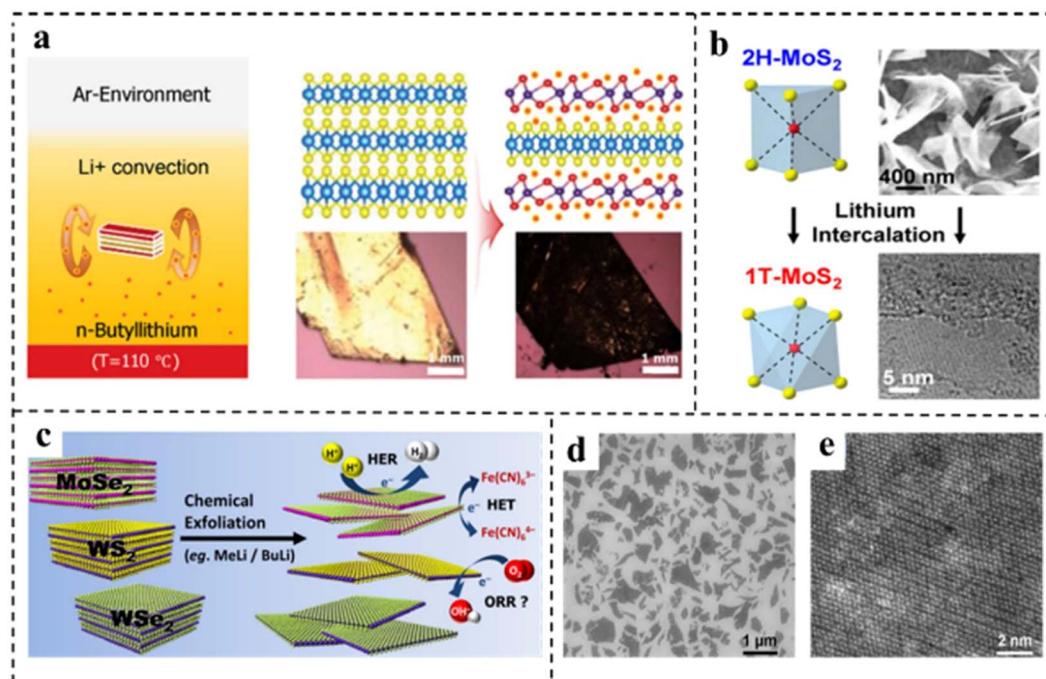 a
Ar-Environment
Li+ convection
n-Butyllithium
(T=110 °C)
1 mm
1 mm
b
2H-MoS2
400 nm
Lithium
Intercalation
1T-MoS2
5 nm
c
MoSe2
WS2
WSe2
Chemical
Exfoliation
(eg. MeLi / BuLi)
H+
H+
HER
H2
e−
Fe(CN)6 3−
e−
HET
Fe(CN)6 4−
O2
e−
OH−
ORR ?
d
1 µm
e
2 nm